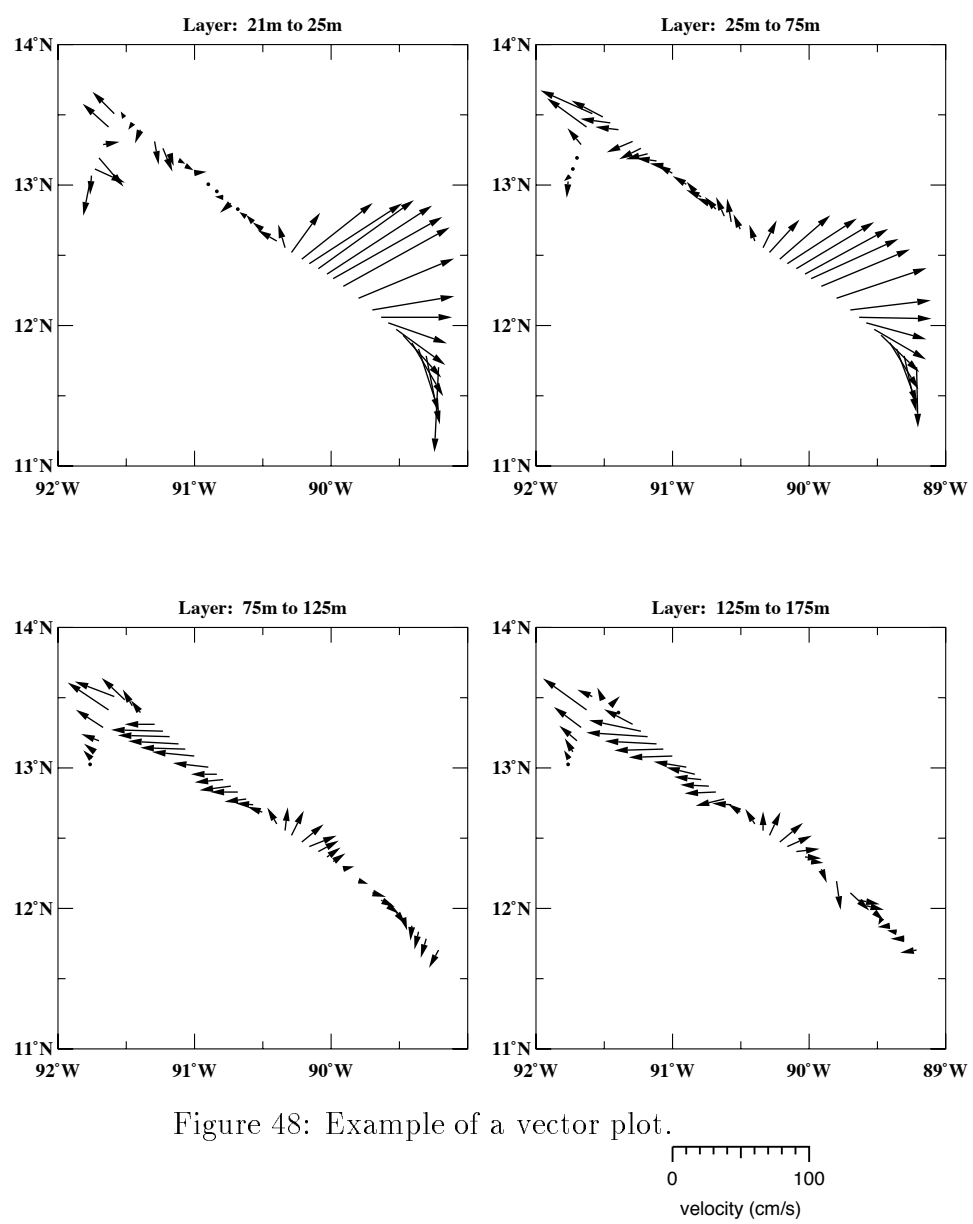 Layer: 21m to 25m
14˚N
13˚N
12˚N
11˚N
92˚W 91˚W 90˚W
Layer: 25m to 75m
14˚N
13˚N
12˚N
11˚N
92˚W 91˚W 90˚W 89˚W
Layer: 75m to 125m
14˚N
13˚N
12˚N
11˚N
92˚W 91˚W 90˚W
Layer: 125m to 175m
14˚N
13˚N
12˚N
11˚N
92˚W 91˚W 90˚W 89˚W
Figure 48: Example of a vector plot.
0 100
velocity (cm/s)